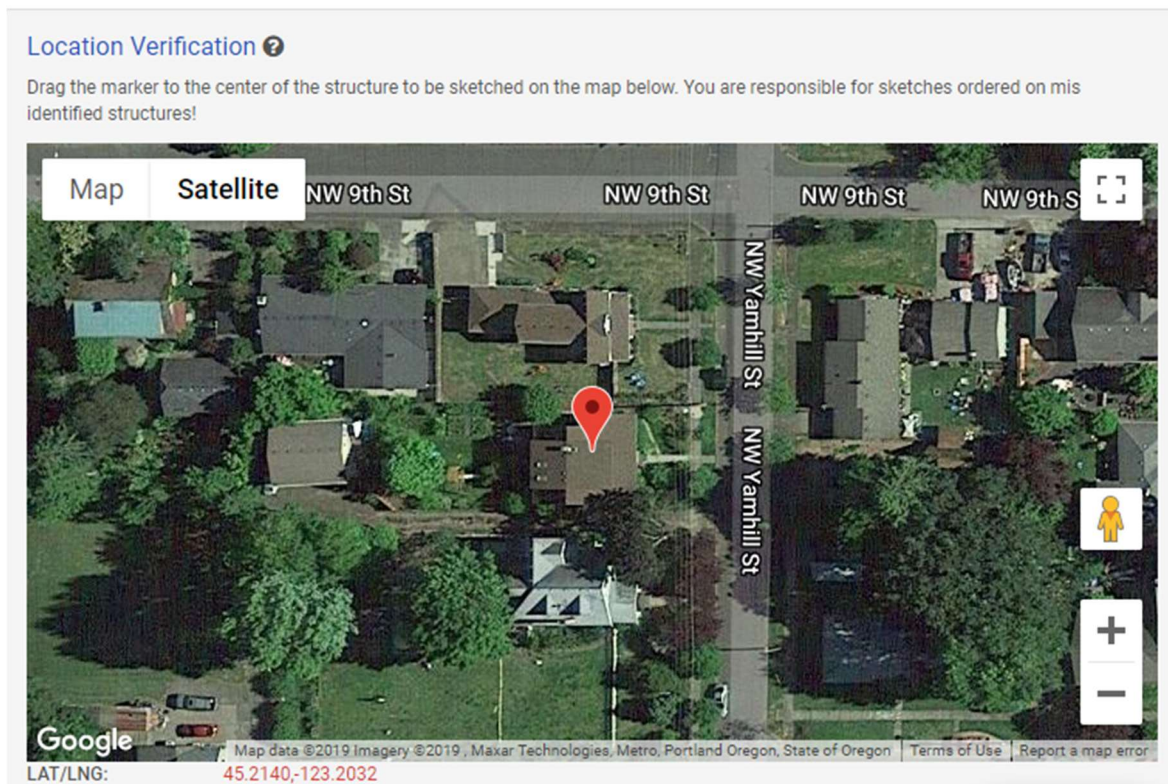 Location Verification ?
Drag the marker to the center of the structure to be sketched on the map below. You are responsible for sketches ordered on mis
identified structures!
Map Satellite NW 9th St NW 9th St NW 9th St NW 9th S
NW Yamhill St
NW Yamhill St
Google
Map data ©2019 Imagery ©2019 , Maxar Technologies, Metro, Portland Oregon, State of Oregon Terms of Use Report a map error
LAT/LNG: 45.2140,-123.2032